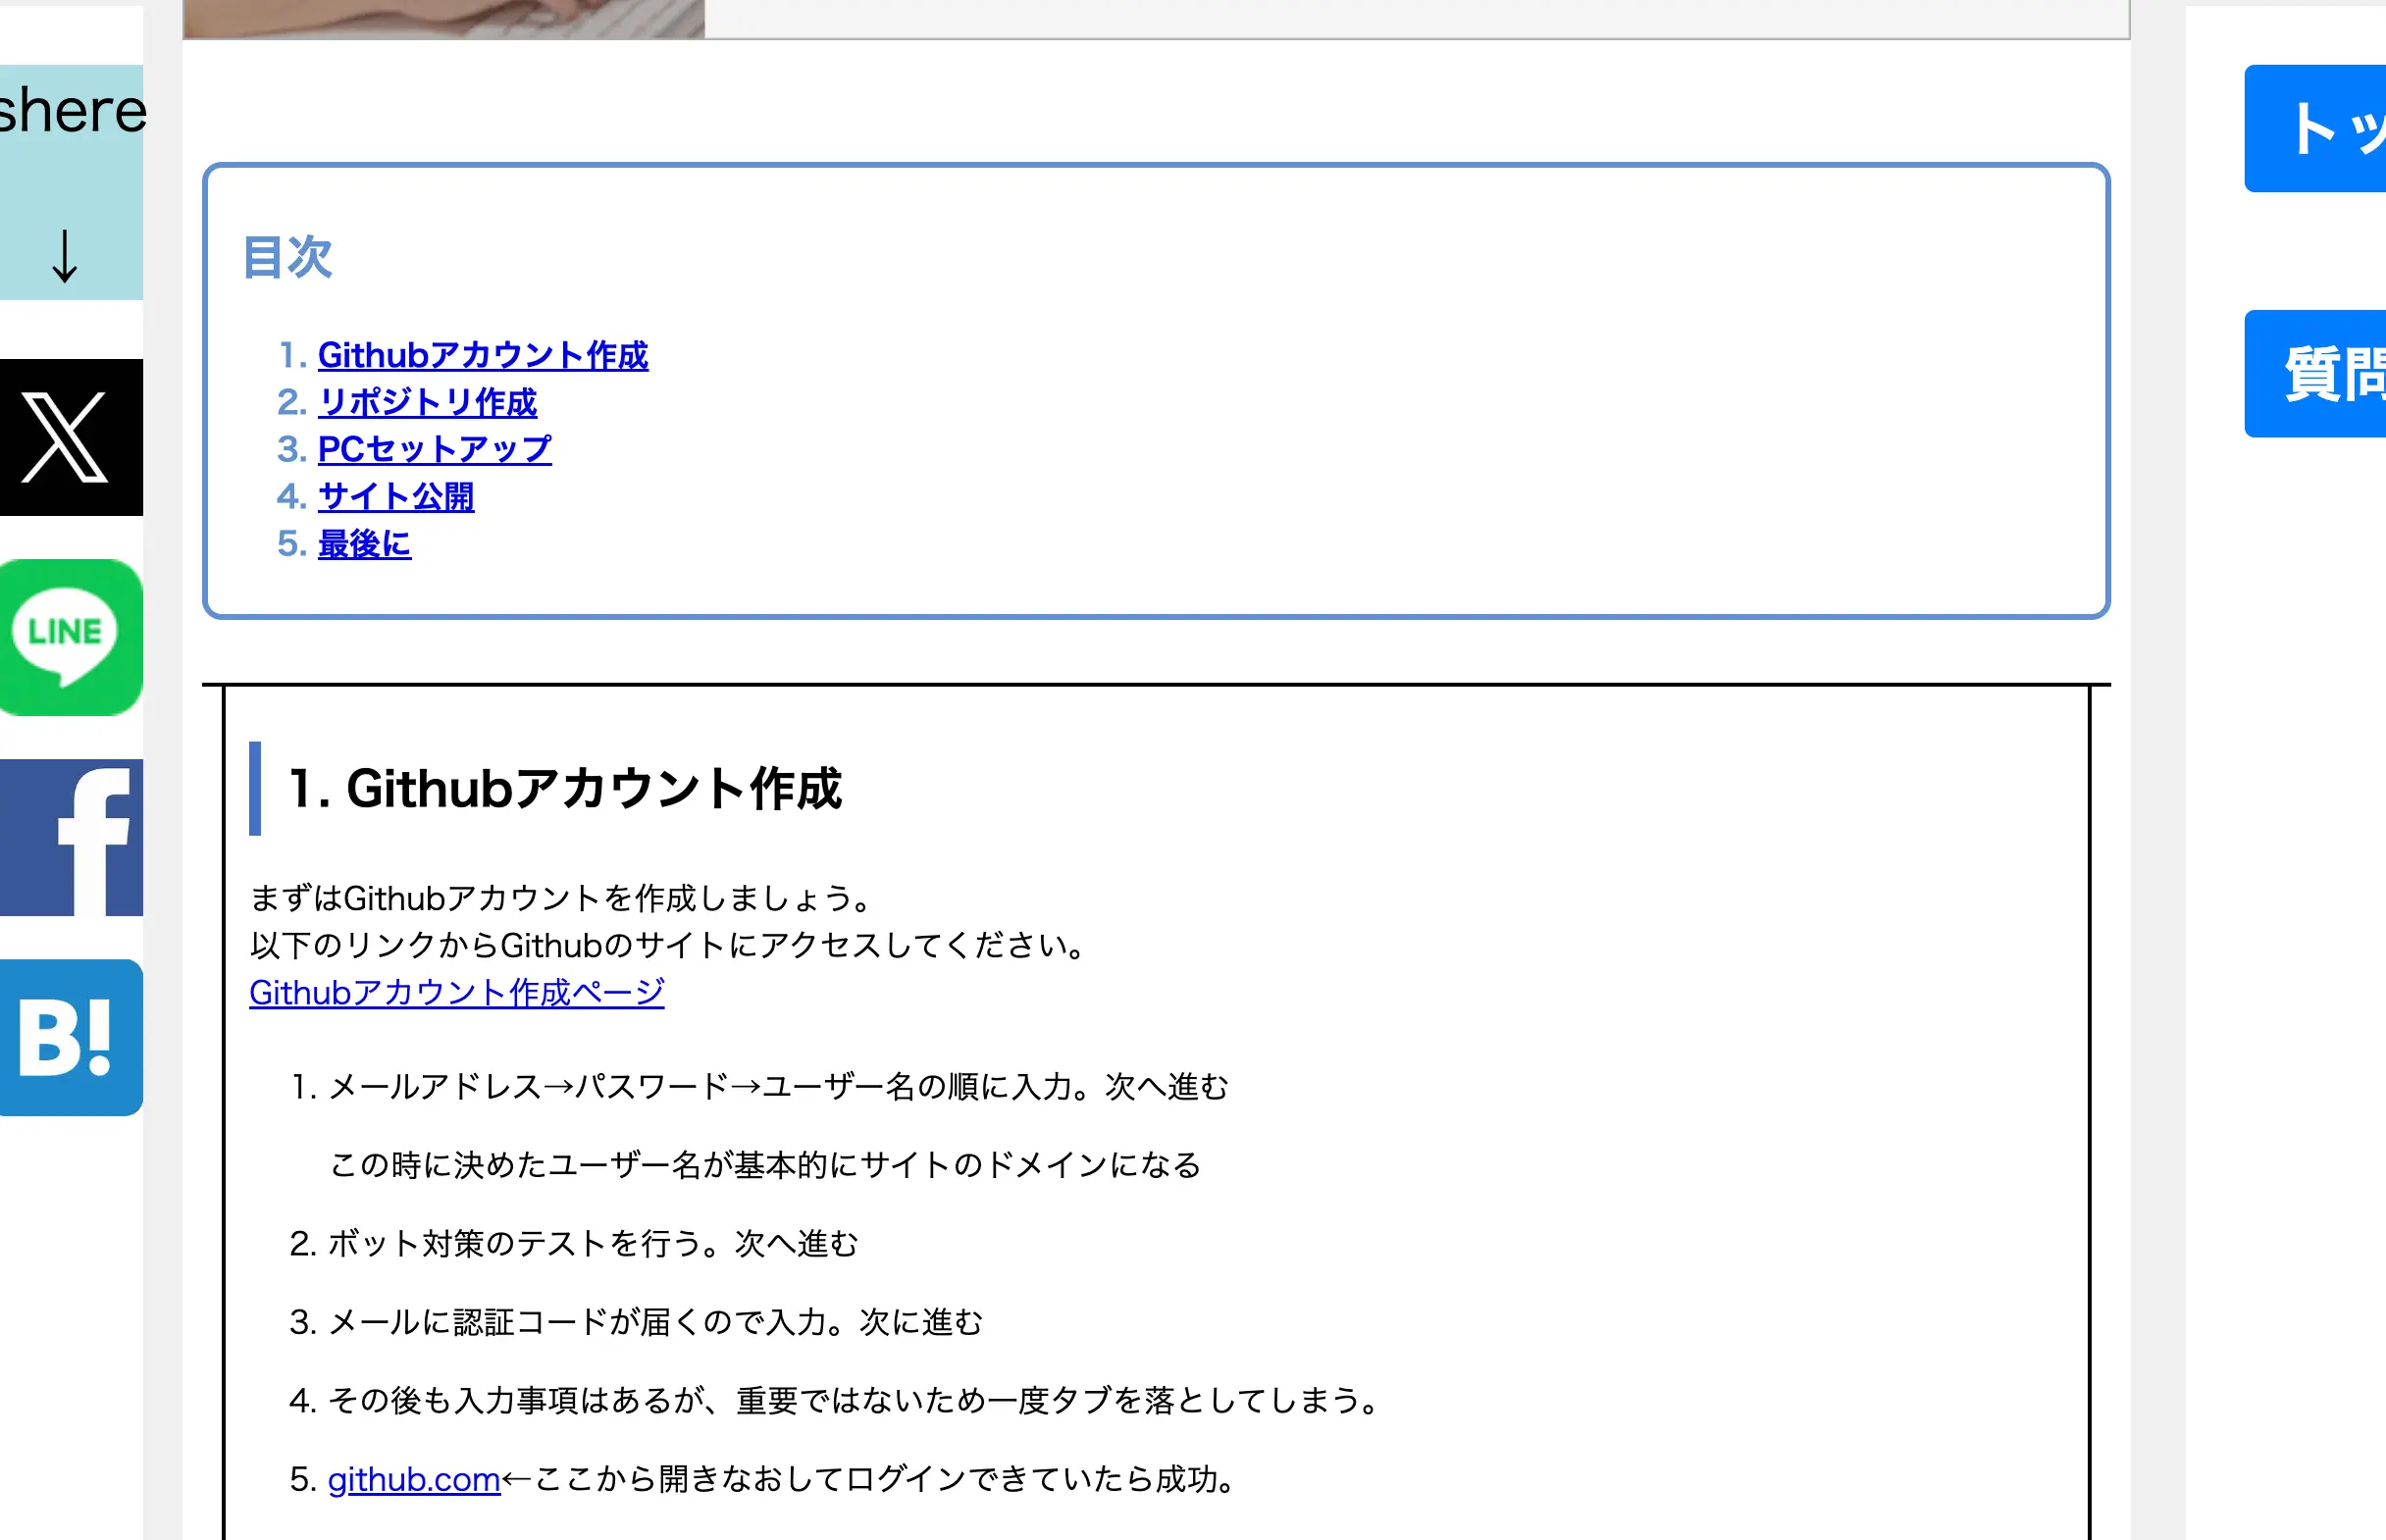 shere
↓
LINE
f
B!
目次
1. Githubアカウント作成
2. リポジトリ作成
3. PCセットアップ
4. サイト公開
5. 最後に
1. Githubアカウント作成
まずはGithubアカウントを作成しましょう。
以下のリンクからGithubのサイトにアクセスしてください。
Githubアカウント作成ページ
1. メールアドレス→パスワード→ユーザー名の順に入力。次へ進む
この時に決めたユーザー名が基本的にサイトのドメインになる
2. ボット対策のテストを行う。次へ進む
3. メールに認証コードが届くので入力。次に進む
4. その後も入力事項はあるが、重要ではないため一度タブを落としてしまう。
5. github.com←ここから開きなおしてログインできていたら成功。
トッ
質問